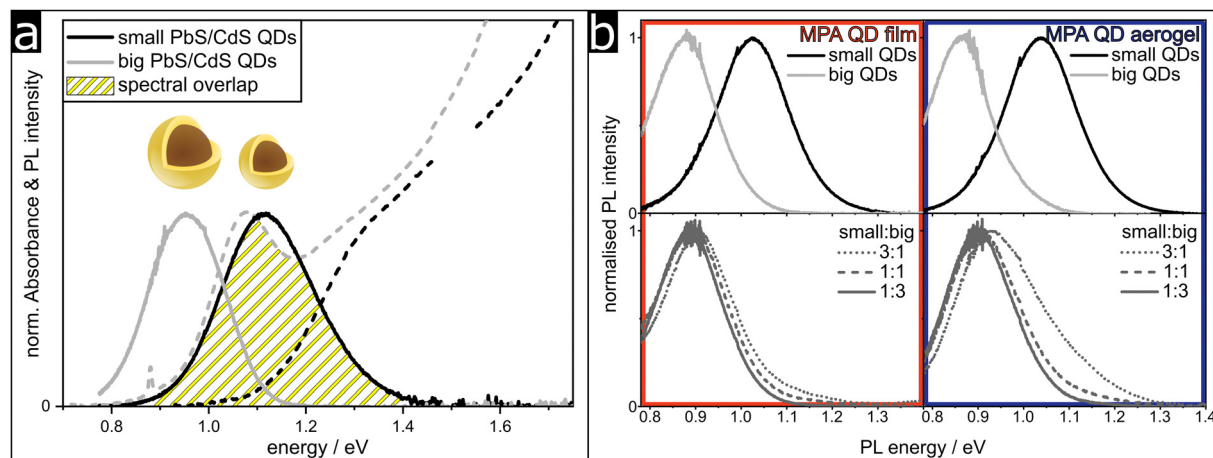 a
small PbS/CdS QDs
big PbS/CdS QDs
spectral overlap
norm. Absorbance & PL intensity
0
0.8
1.0
1.2
1.4
1.6
energy / eV
b
MPA QD film
small QDs
big QDs
MPA QD aerogel
small QDs
big QDs
normalised PL intensity
1
0
1
0
small:big
3:1
1:1
1:3
small:big
3:1
1:1
1:3
0.8
0.9
1.0
1.1
1.2
1.3
0.8
0.9
1.0
1.1
1.2
1.3
1.4
PL energy / eV